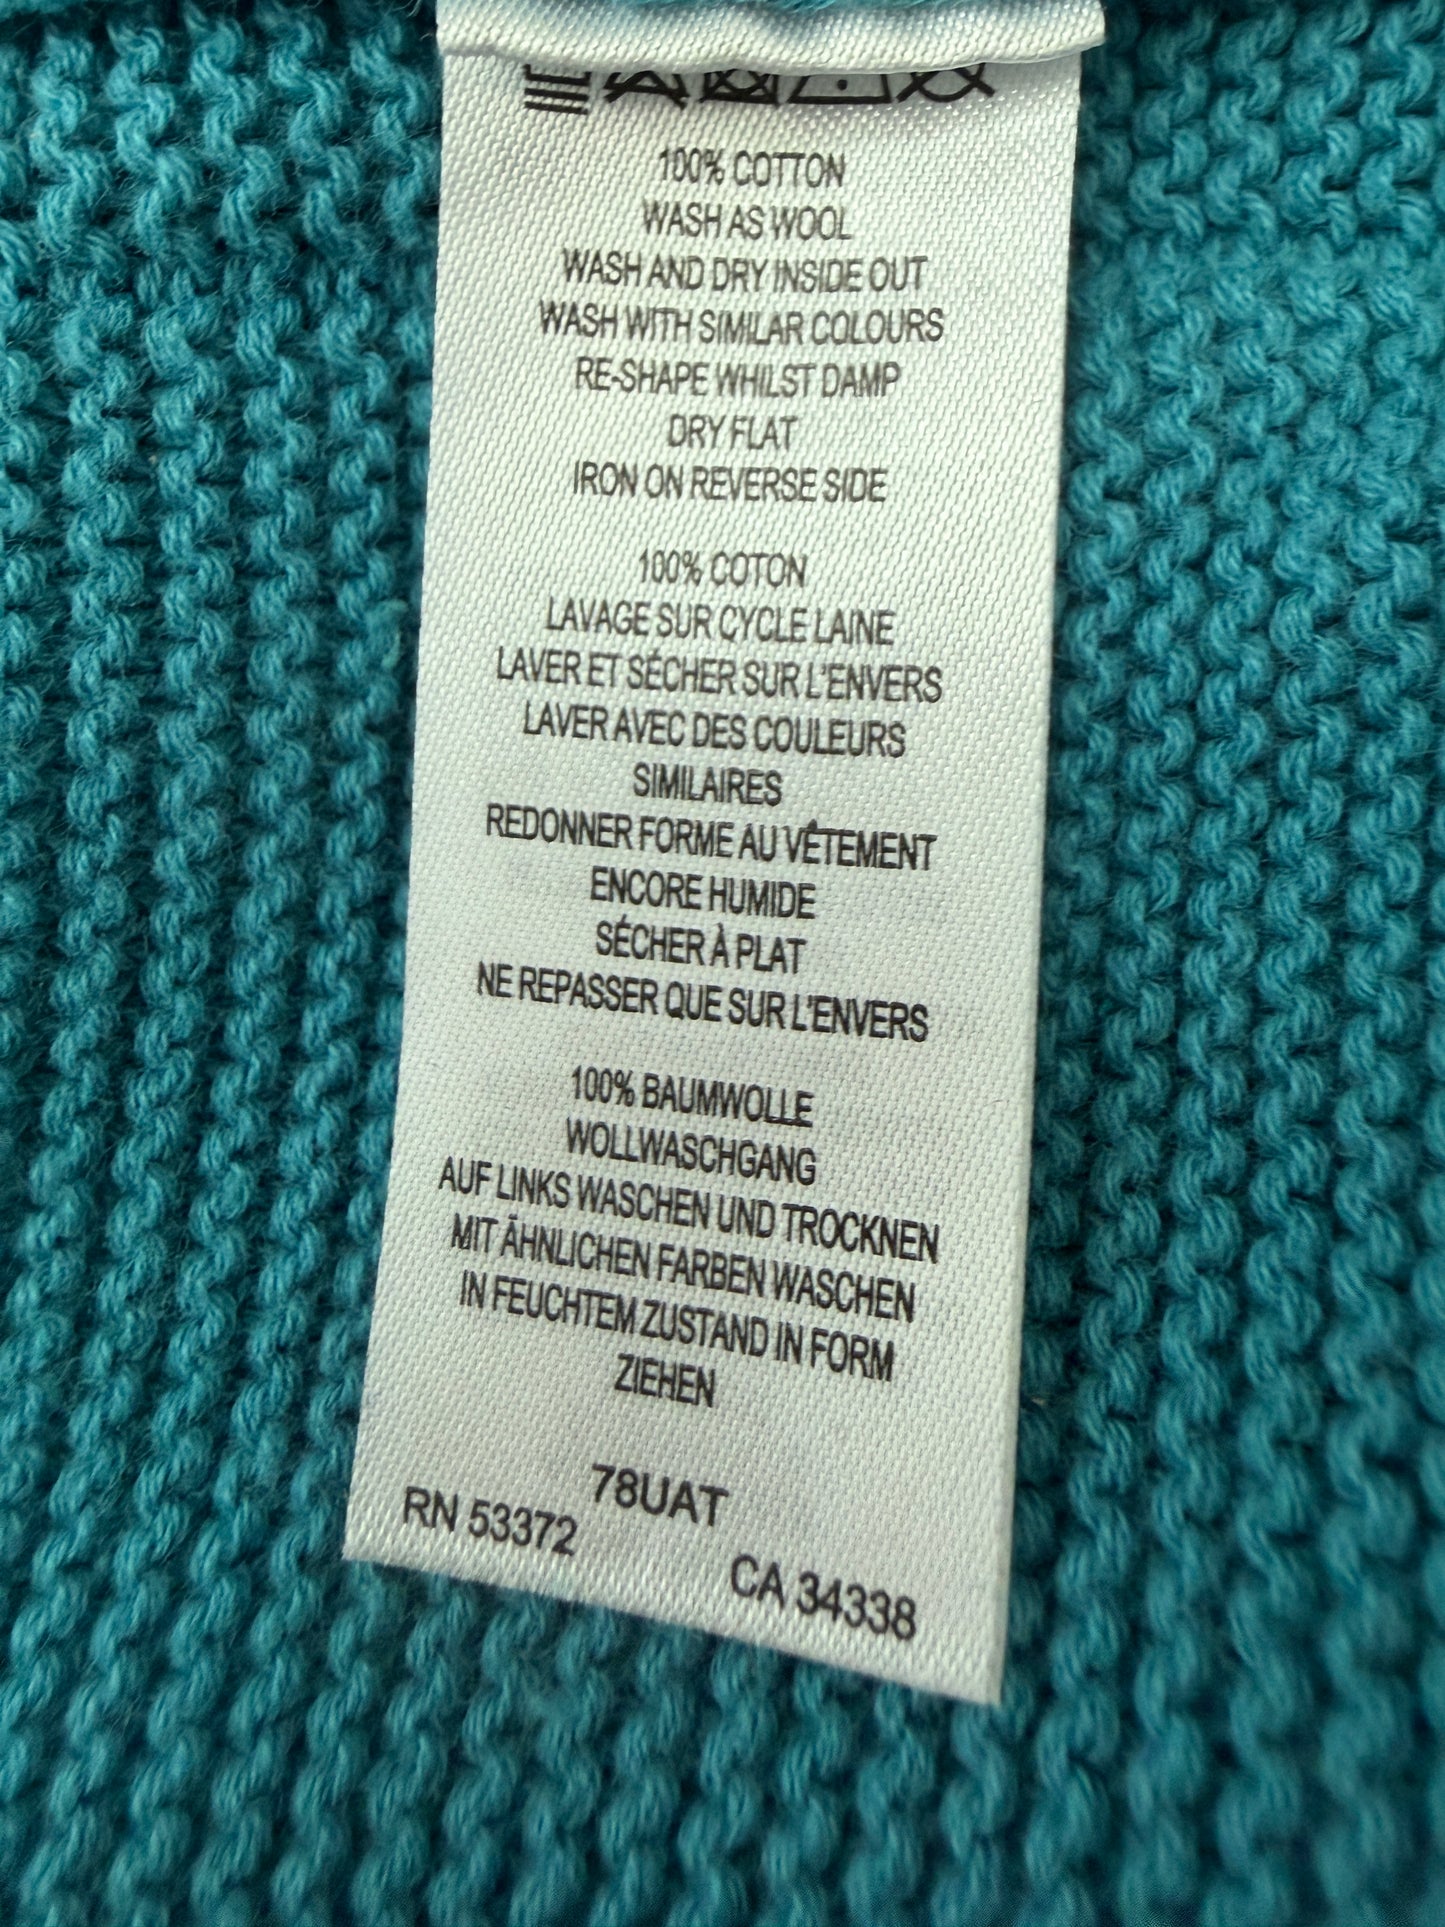 100% COTTON
WASH AS WOOL
WASH AND DRY INSIDE OUT
WASH WITH SIMILAR COLOURS
RE-SHAPE WHILST DAMP
DRY FLAT
IRON ON REVERSE SIDE
100% COTON
LAVAGE SUR CYCLE LAINE
LAVER ET SÉCHER SUR L'ENVERS
LAVER AVEC DES COULEURS
SIMILAIRES
REDONNER FORME AU VÊTEMENT
ENCORE HUMIDE
SÉCHER À PLAT
NE REPASSER QUE SUR L'ENVERS
100% BAUMWOLLE
WOLLWASCHGANG
AUF LINKS WASCHEN UND TROCKNEN
MIT ÄHNLICHEN FARBEN WASCHEN
IN FEUCHTEM ZUSTAND IN FORM
ZIEHEN
78UAT
RN 53372
CA 34338